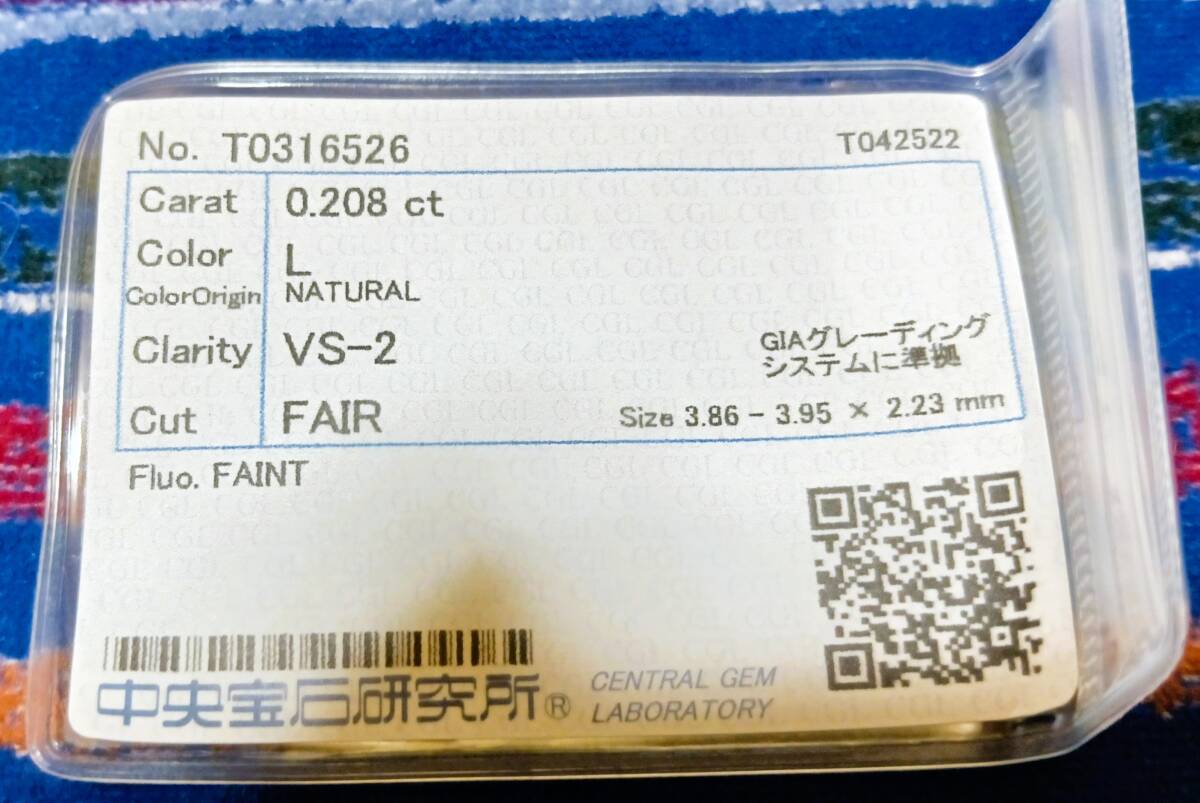 No. T0316526
T042522
Carat 0.208 ct
Color L
ColorOrigin NATURAL
Clarity VS-2
GIAグレーディング
システムに準拠
Cut FAIR
Size 3.86 - 3.95 × 2.23 mm
Fluo. FAINT
中央宝石研究所®
CENTRAL GEM
LABORATORY